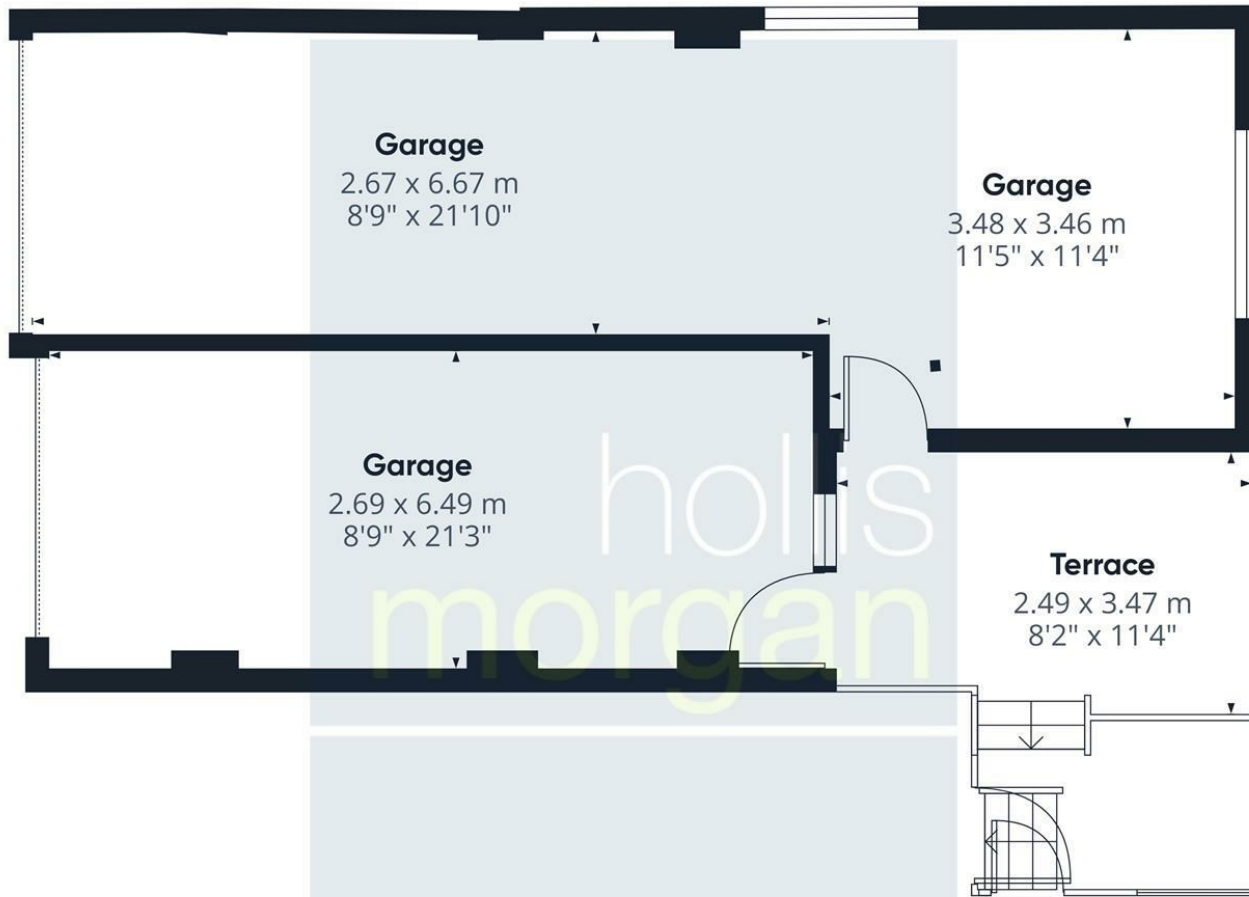 Garage
2.67 x 6.67 m
8'9" x 21'10"
Garage
3.48 x 3.46 m
11'5" x 11'4"
Garage
2.69 x 6.49 m
8'9" x 21'3"
hollis
morgan
Terrace
2.49 x 3.47 m
8'2" x 11'4"